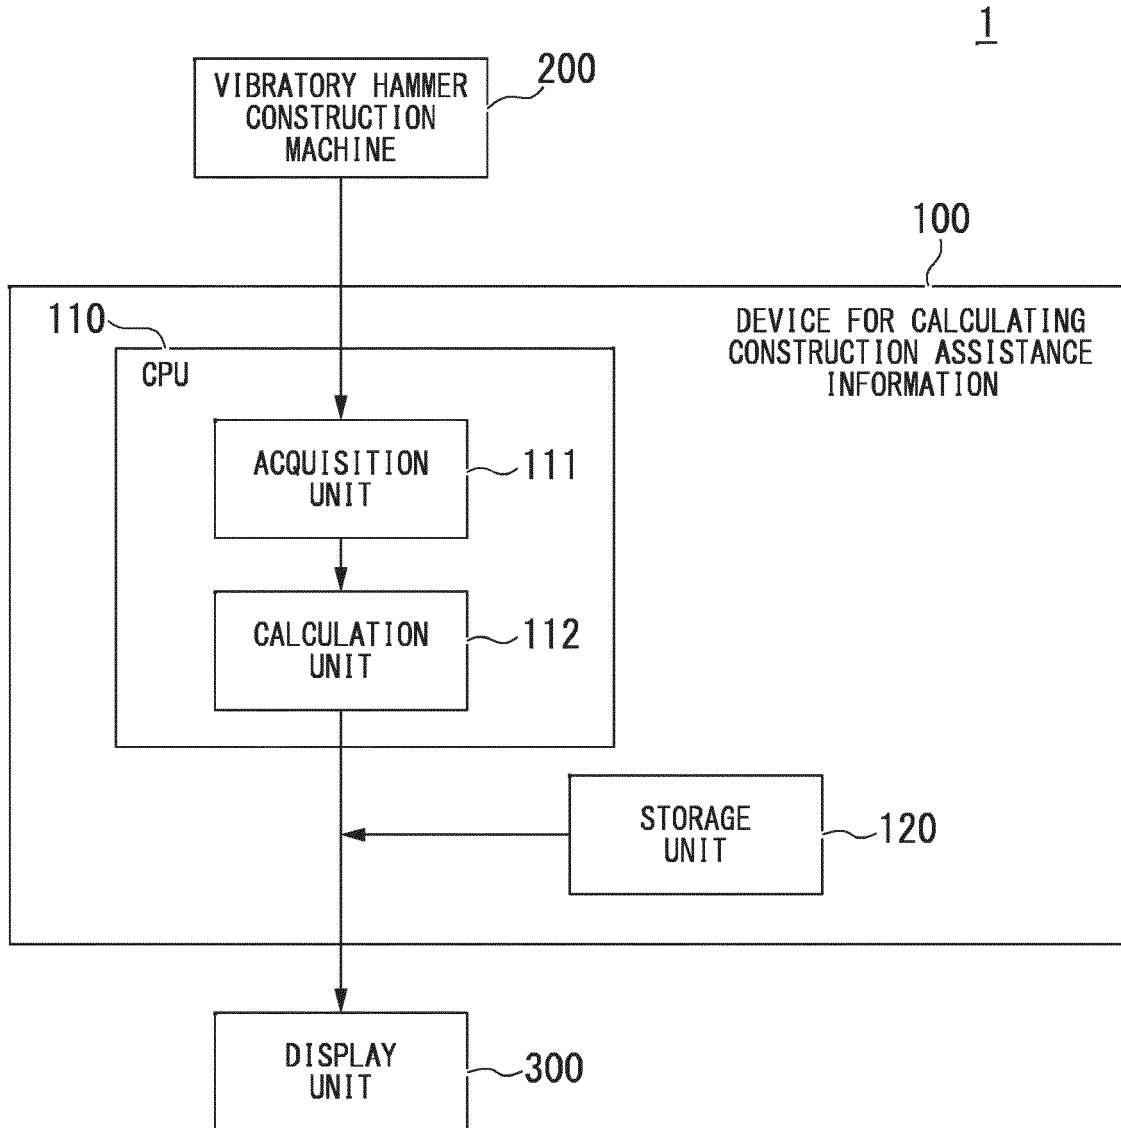 1
VIBRATORY HAMMER
CONSTRUCTION
MACHINE
200
100
DEVICE FOR CALCULATING
CONSTRUCTION ASSISTANCE
INFORMATION
110
CPU
ACQUISITION
UNIT
111
CALCULATION
UNIT
112
STORAGE
UNIT
120
DISPLAY
UNIT
300